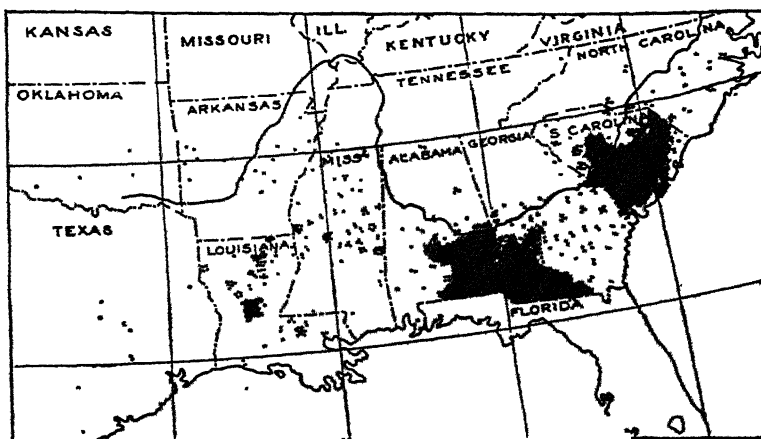 KANSAS
MISSOURI
ILL.
KENTUCKY
VIRGINIA
NORTH CAROLINA
OKLAHOMA
ARKANSAS
TENNESSEE
MISS.
ALABAMA
GEORGIA
S CAROLINA
TEXAS
LOUISIANA
FLORIDA